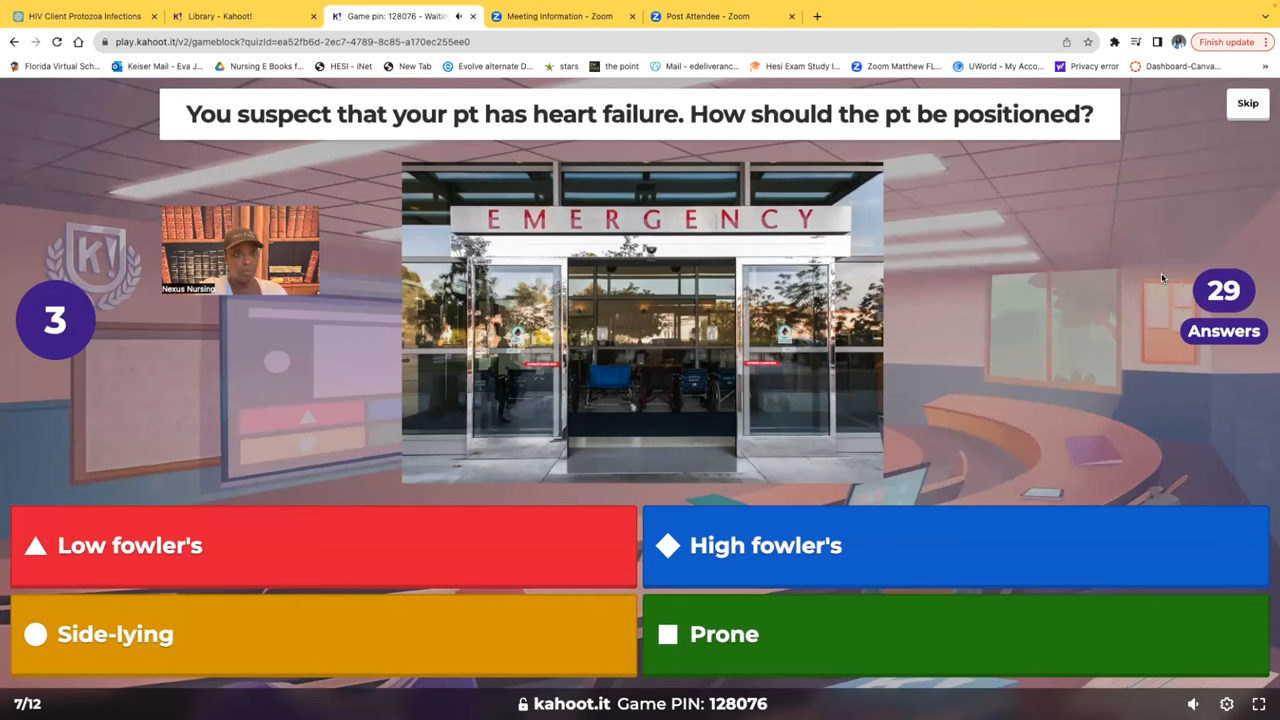 HIV Client Protozoa Infections
Library - Kahoot!
Game pin: 128076 - Waitin
Meeting Information - Zoom
Post Attendee - Zoom
play.kahoot.it/v2/gameblock?quizId=ea52fb6d-2ec7-4789-8c85-a170ec255ee0
Finish update
Florida Virtual Sch...
Keiser Mail - Eva J...
Nursing E Books f...
HESI - iNet
New Tab
Evolve alternate D...
stars
the point
Mail - edeliveranc...
Hesi Exam Study I...
Zoom Matthew FL...
UWorld - My Acco...
Privacy error
Dashboard-Canva...
»
You suspect that your pt has heart failure. How should the pt be positioned?
Skip
EMERGENCY
K!
Nexus Nursing
3
29
Answers
Low fowler's
High fowler's
Side-lying
Prone
7/12
kahoot.it Game PIN: 128076